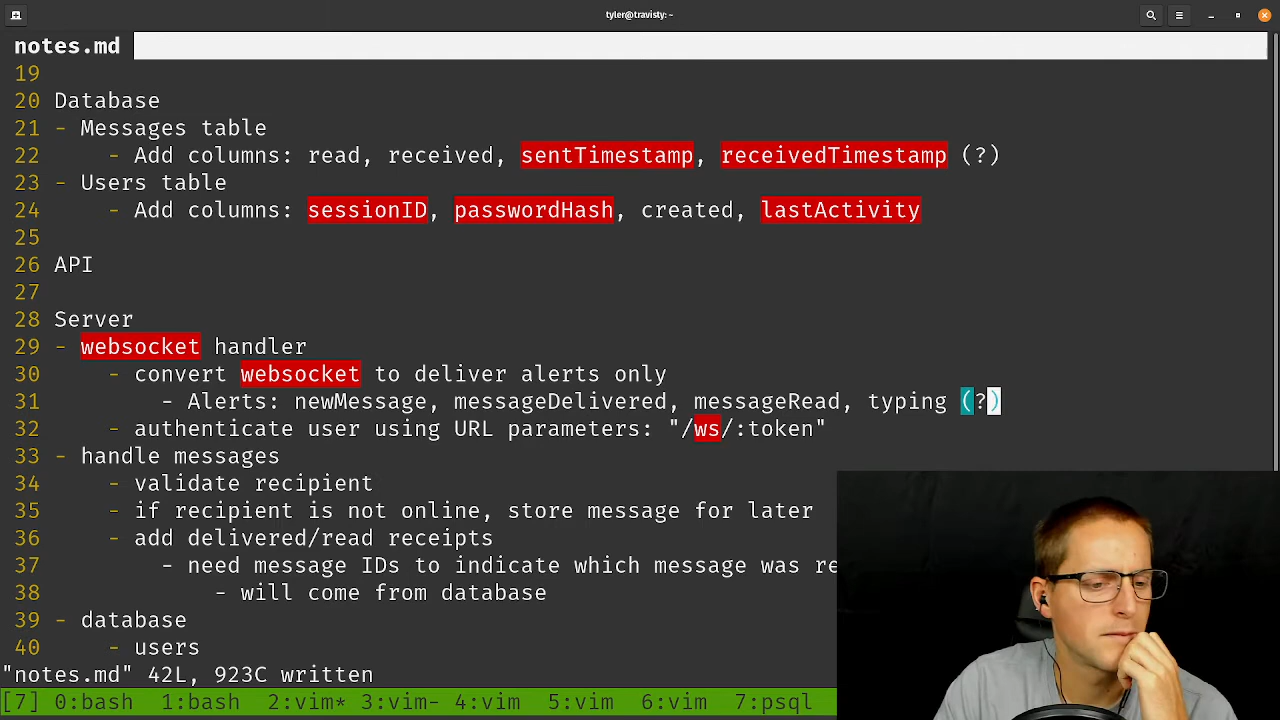 tyler@travisty: ~
notes.md
19
20 Database
21 - Messages table
22 - Add columns: read, received, sentTimestamp, receivedTimestamp (?)
23 - Users table
24 - Add columns: sessionID, passwordHash, created, lastActivity
25
26 API
27
28 Server
29 - websocket handler
30 - convert websocket to deliver alerts only
31 - Alerts: newMessage, messageDelivered, messageRead, typing (?)
32 - authenticate user using URL parameters: "/ws/:token"
33 - handle messages
34 - validate recipient
35 - if recipient is not online, store message for later
36 - add delivered/read receipts
37 - need message IDs to indicate which message was re
38 - will come from database
39 - database
40 - users
"notes.md" 42L, 923C written
[7] 0:bash 1:bash 2:vim* 3:vim- 4:vim 5:vim 6:vim 7:psql